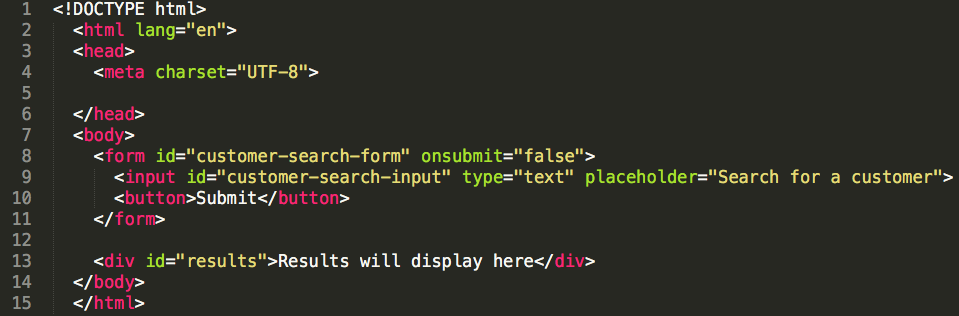 1 <!DOCTYPE html>
2 <html lang="en">
3 <head>
4 <meta charset="UTF-8">
5
6 </head>
7 <body>
8 <form id="customer-search-form" onsubmit="false">
9 <input id="customer-search-input" type="text" placeholder="Search for a customer">
10 <button>Submit</button>
11 </form>
12
13 <div id="results">Results will display here</div>
14 </body>
15 </html>